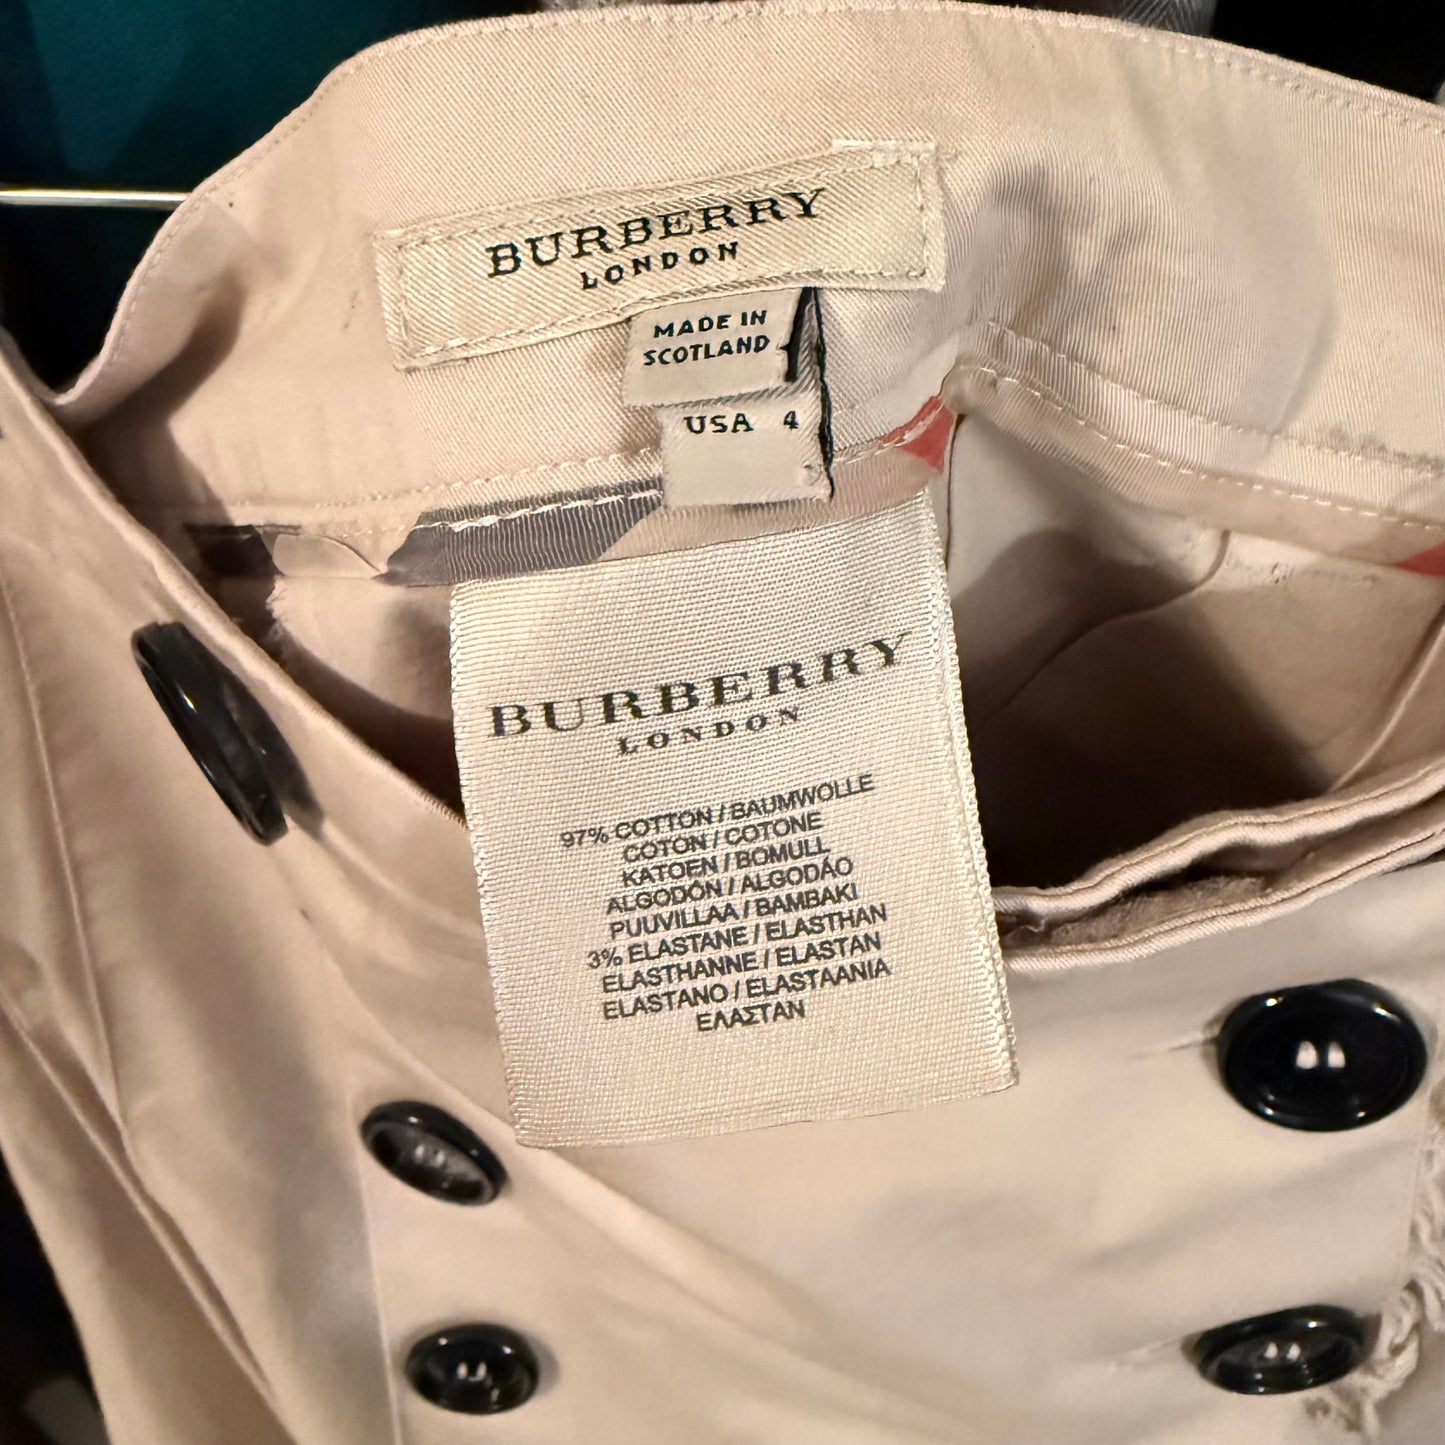 BURBERRY
LONDON
MADE IN
SCOTLAND
USA 4
BURBERRY
LONDON
97% COTTON / BAUMWOLLE
COTON / COTONE
KATOEN / BOMULL
ALGODÓN / ALGODÃO
PUUVILLAA / BAMBAKI
3% ELASTANE / ELASTHAN
ELASTHANNE / ELASTAN
ELASTANO / ELASTAANIA
ΕΛΑΣΤΑΝ